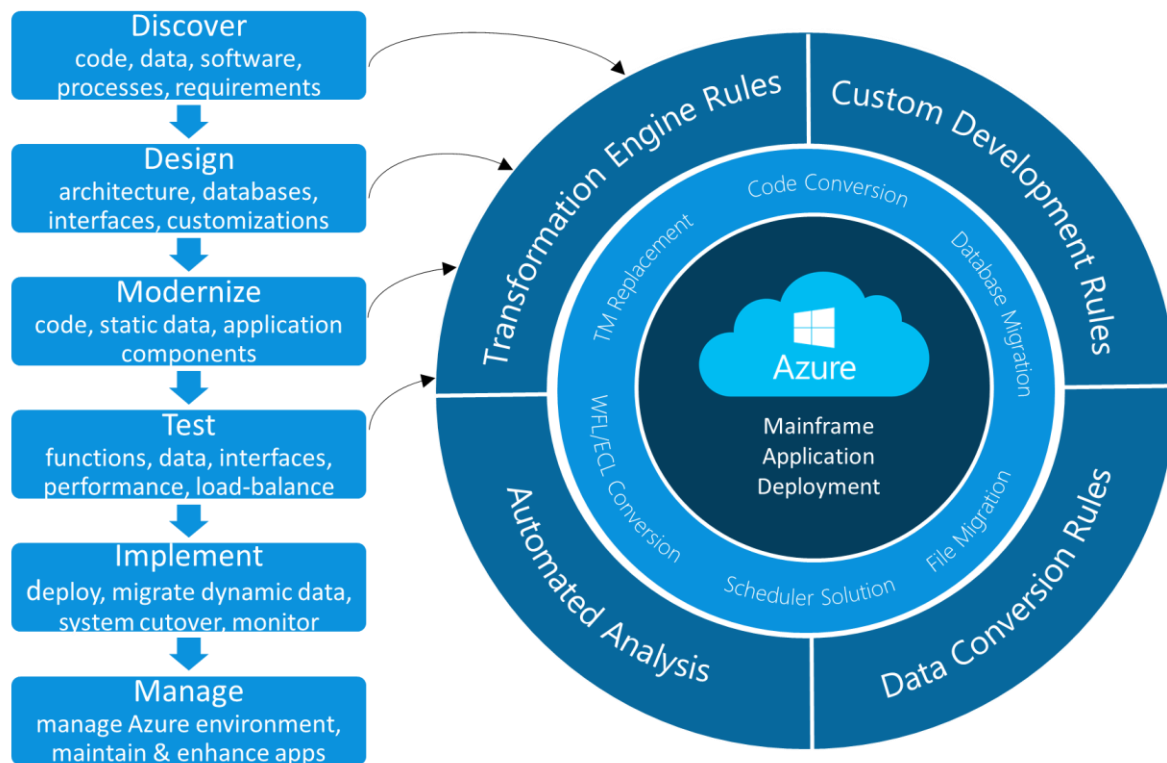 Discover
code, data, software,
processes, requirements
Design
architecture, databases,
interfaces, customizations
Modernize
code, static data, application
components
Test
functions, data, interfaces,
performance, load-balance
Implement
deploy, migrate dynamic data,
system cutover, monitor
Manage
manage Azure environment,
maintain & enhance apps
Transformation Engine Rules
Custom Development Rules
Data Conversion Rules
Automated Analysis
Code Conversion
Database Migration
File Migration
Scheduler Solution
WFL/ECL Conversion
TM Replacement
Azure
Mainframe
Application
Deployment